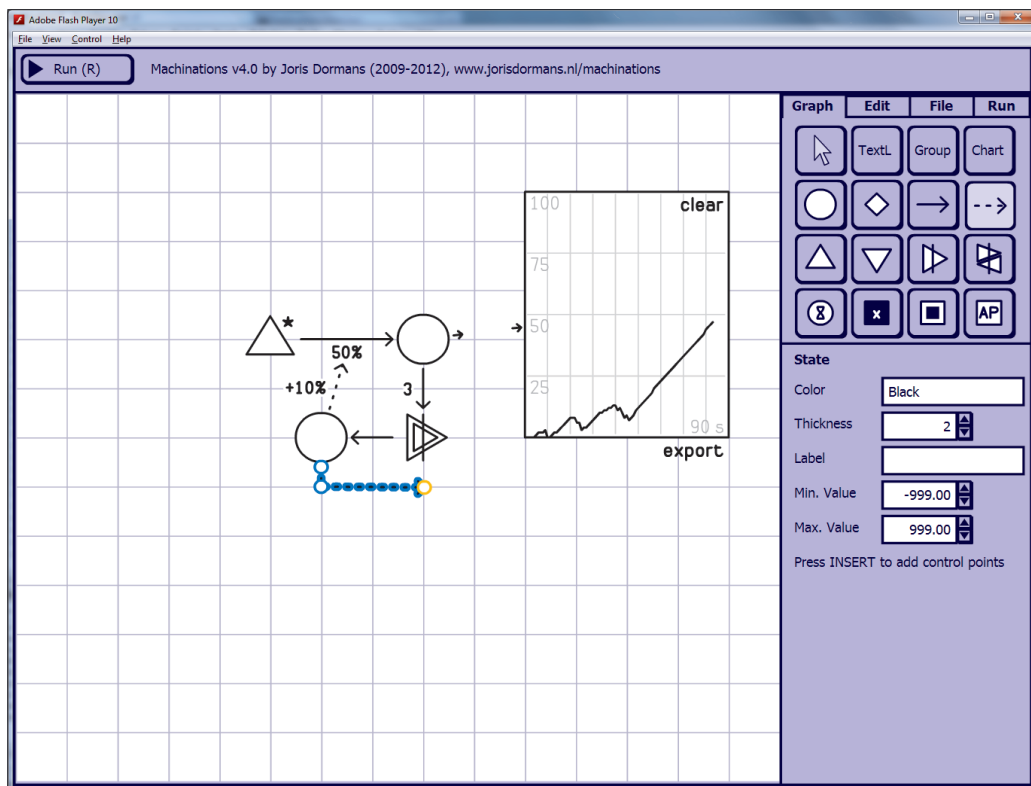 Adobe Flash Player 10
File View Control Help
Run (R)
Machinations v4.0 by Joris Dormans (2009-2012), www.jorisdormans.nl/machinations
Graph Edit File Run
TextL Group Chart
x
AP
100
clear
75
50
25
90 s
export
*
50%
+10%
3
State
Color Black
Thickness 2
Label
Min. Value -999.00
Max. Value 999.00
Press INSERT to add control points